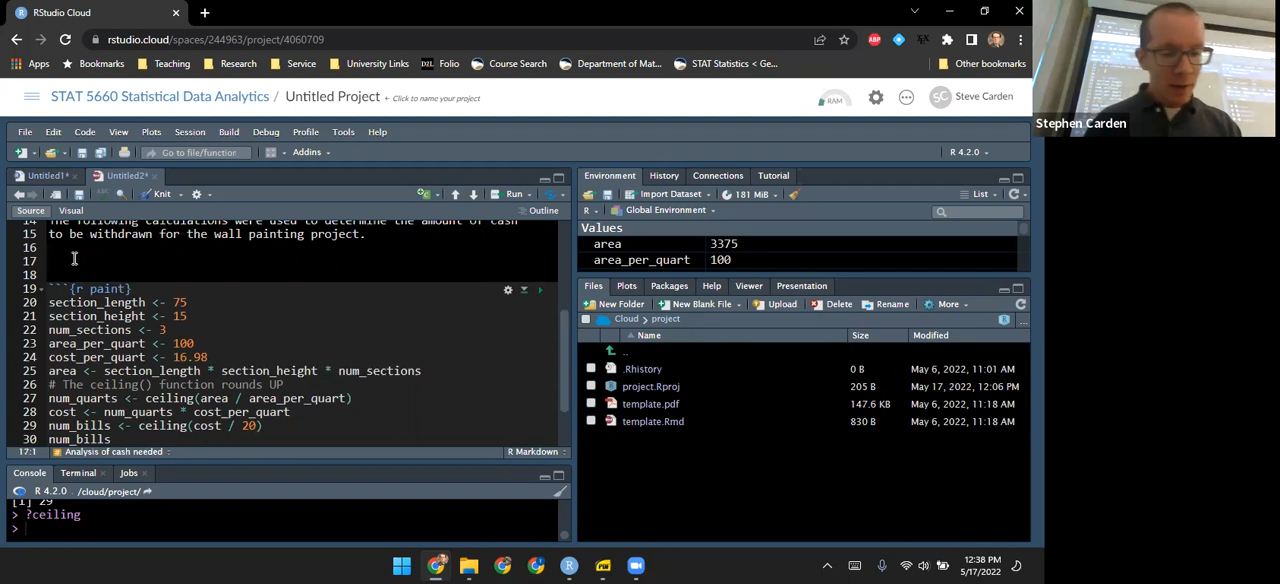 RStudio Cloud
rstudio.cloud/spaces/244963/project/4060709
ABP
Apps Bookmarks Teaching Research Service University Links D2L Folio Course Search Department of Mat... STAT Statistics < Ge... Other bookmarks
STAT 5660 Statistical Data Analytics / Untitled Project Click to name your project RAM SC Steve Carden
Stephen Carden
File Edit Code View Plots Session Build Debug Profile Tools Help
Go to file/function Addins R 4.2.0
Untitled1* Untitled2*
Knit Run
Source Visual Outline
14 The following calculations were used to determine the amount of cash
15 to be withdrawn for the wall painting project.
16
17
18
19 ```{r paint}
20 section_length <- 75
21 section_height <- 15
22 num_sections <- 3
23 area_per_quart <- 100
24 cost_per_quart <- 16.98
25 area <- section_length * section_height * num_sections
26 # The ceiling() function rounds UP
27 num_quarts <- ceiling(area / area_per_quart)
28 cost <- num_quarts * cost_per_quart
29 num_bills <- ceiling(cost / 20)
30 num_bills
17:1 Analysis of cash needed R Markdown
Console Terminal Jobs
R 4.2.0 . /cloud/project/
[1] 29
> ?ceiling
>
Environment History Connections Tutorial
Import Dataset 181 MiB List
R Global Environment
Values
area 3375
area_per_quart 100
Files Plots Packages Help Viewer Presentation
New Folder New Blank File Upload Delete Rename More
Cloud > project
Name Size Modified
..
.Rhistory 0 B May 6, 2022, 11:01 AM
project.Rproj 205 B May 17, 2022, 12:06 PM
template.pdf 147.6 KB May 6, 2022, 11:18 AM
template.Rmd 830 B May 6, 2022, 11:18 AM
12:38 PM
5/17/2022